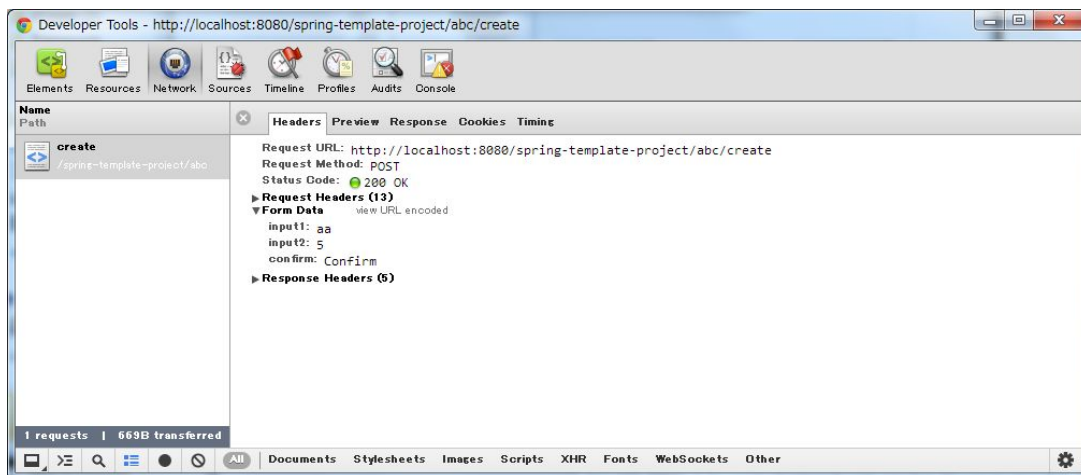 Developer Tools - http://localhost:8080/spring-template-project/abc/create
Elements Resources Network Sources Timeline Profiles Audits Console
Name
Path
Headers Preview Response Cookies Timing
create
/spring-template-project/abc
Request URL: http://localhost:8080/spring-template-project/abc/create
Request Method: POST
Status Code: 200 OK
Request Headers (13)
Form Data view URL encoded
input1: aa
input2: 5
confirm: Confirm
Response Headers (5)
1 requests | 669B transferred
All Documents Stylesheets Images Scripts XHR Fonts WebSockets Other